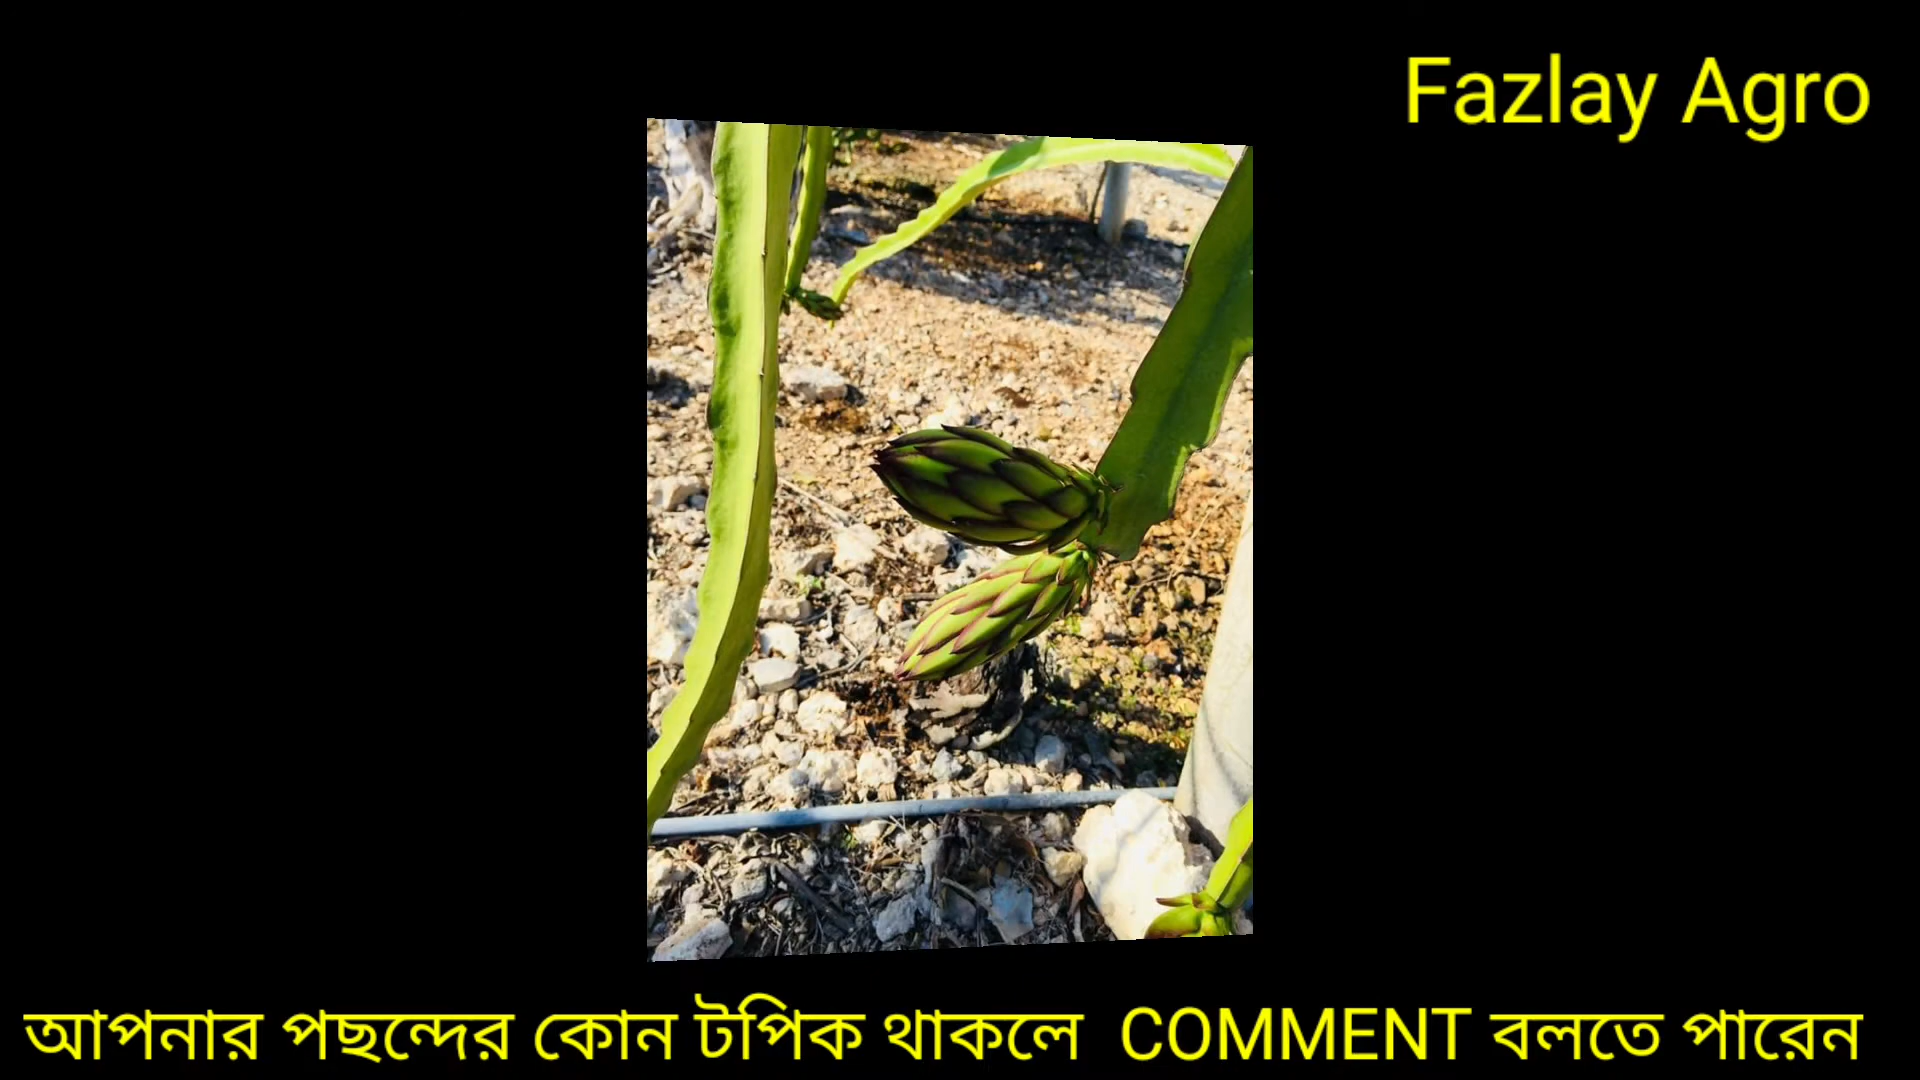 Fazlay Agro
আপনার পছন্দের কোন টপিক থাকলে COMMENT বলতে পারেন